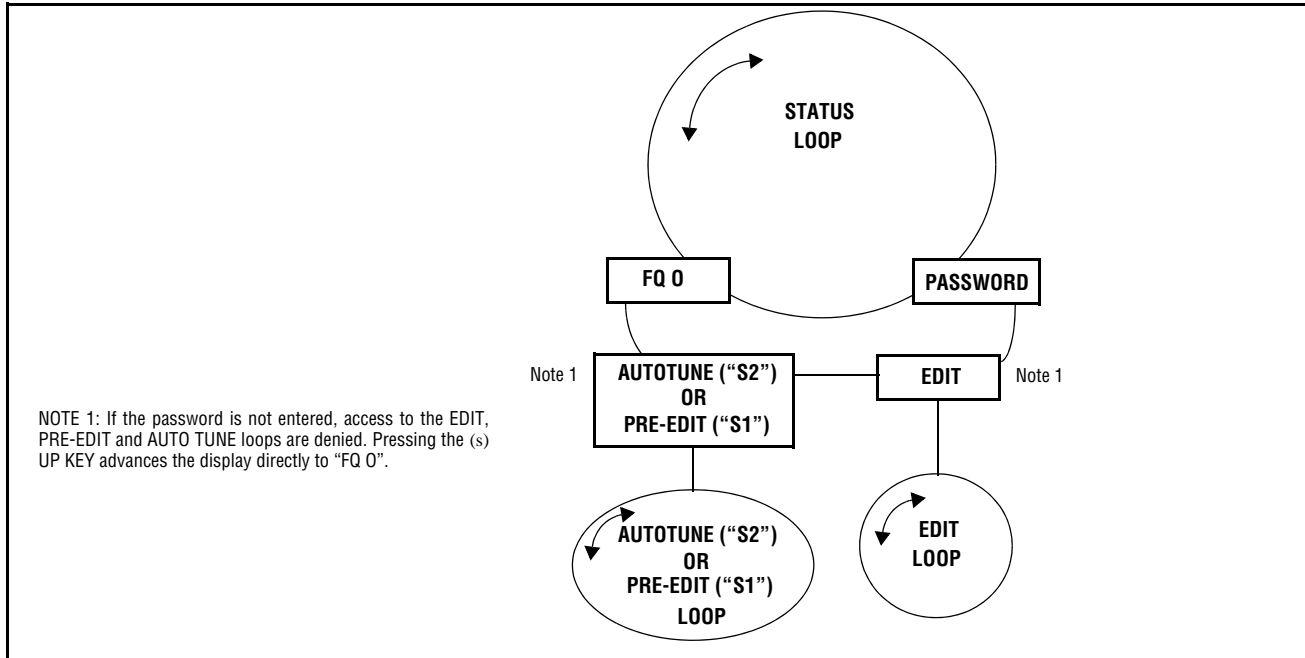 STATUS
LOOP
FQ O
PASSWORD
Note 1
AUTOTUNE (“S2”)
OR
PRE-EDIT (“S1”)
EDIT
Note 1
NOTE 1: If the password is not entered, access to the EDIT,
PRE-EDIT and AUTO TUNE loops are denied. Pressing the (s)
UP KEY advances the display directly to “FQ O”.
AUTOTUNE (“S2”)
OR
PRE-EDIT (“S1”)
LOOP
EDIT
LOOP